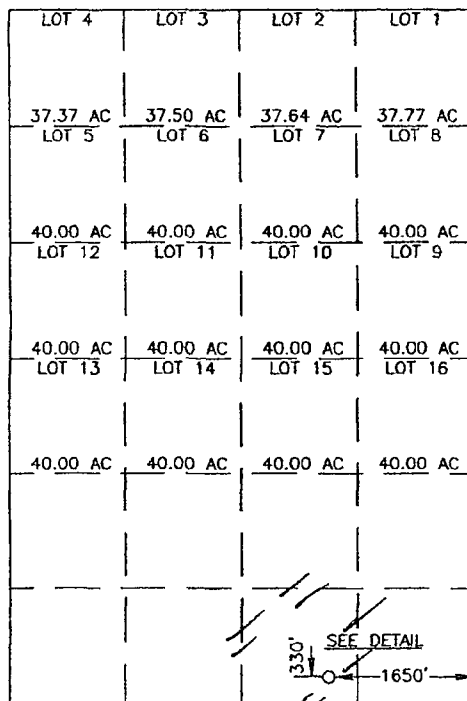 LOT 4 LOT 3 LOT 2 LOT 1
37.37 AC 37.50 AC 37.64 AC 37.77 AC
LOT 5 LOT 6 LOT 7 LOT 8
40.00 AC 40.00 AC 40.00 AC 40.00 AC
LOT 12 LOT 11 LOT 10 LOT 9
40.00 AC 40.00 AC 40.00 AC 40.00 AC
LOT 13 LOT 14 LOT 15 LOT 16
40.00 AC 40.00 AC 40.00 AC 40.00 AC
SEE DETAIL
330'
1650'